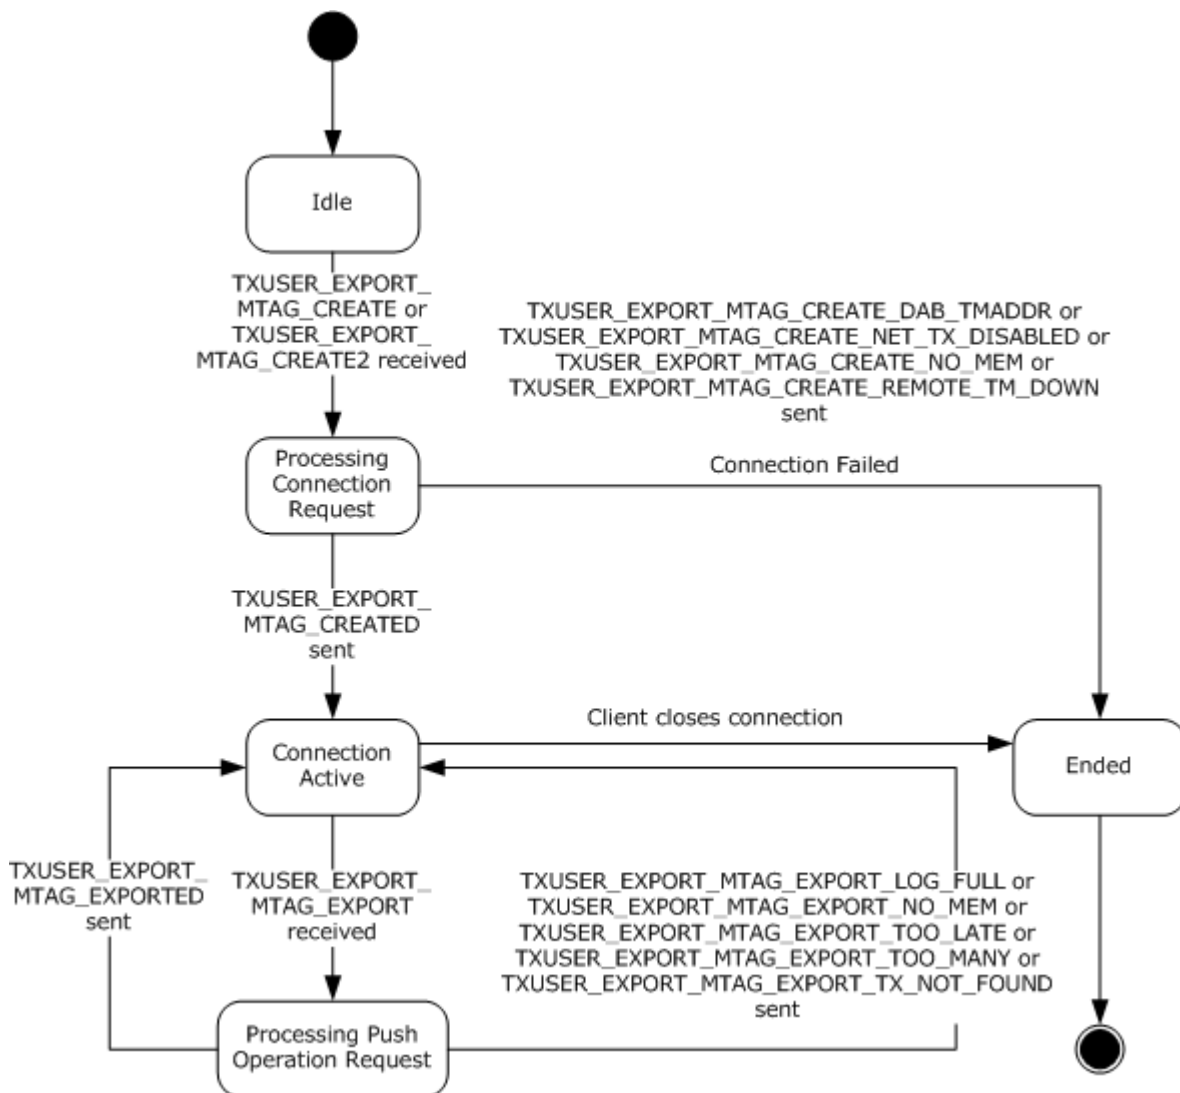 Idle
TXUSER_EXPORT_
MTAG_CREATE or
TXUSER_EXPORT_
MTAG_CREATE2 received
TXUSER_EXPORT_MTAG_CREATE_DAB_TMADDR or
TXUSER_EXPORT_MTAG_CREATE_NET_TX_DISABLED or
TXUSER_EXPORT_MTAG_CREATE_NO_MEM or
TXUSER_EXPORT_MTAG_CREATE_REMOTE_TM_DOWN
sent
Processing
Connection
Request
Connection Failed
TXUSER_EXPORT_
MTAG_CREATED
sent
Connection
Active
Client closes connection
Ended
TXUSER_EXPORT_
MTAG_EXPORTED
sent
TXUSER_EXPORT_
MTAG_EXPORT
received
TXUSER_EXPORT_MTAG_EXPORT_LOG_FULL or
TXUSER_EXPORT_MTAG_EXPORT_NO_MEM or
TXUSER_EXPORT_MTAG_EXPORT_TOO_LATE or
TXUSER_EXPORT_MTAG_EXPORT_TOO_MANY or
TXUSER_EXPORT_MTAG_EXPORT_TX_NOT_FOUND
sent
Processing Push
Operation Request